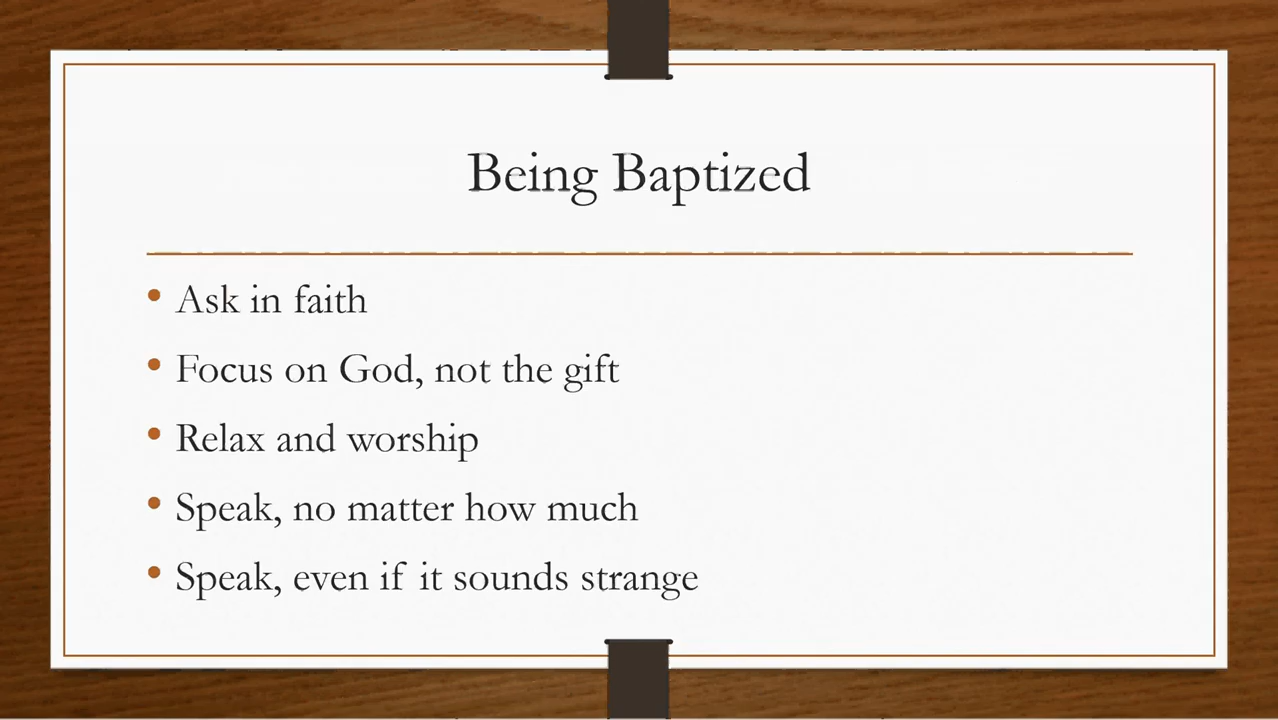 Being Baptized
• Ask in faith
• Focus on God, not the gift
• Relax and worship
• Speak, no matter how much
• Speak, even if it sounds strange